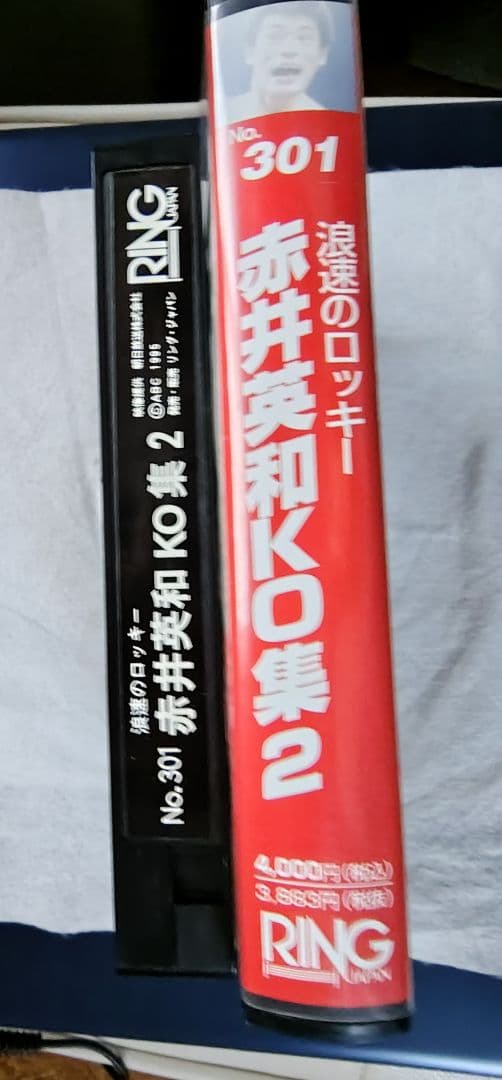 No.
301
浪速のロッキー
赤井英和KO集2
4,000円(税込)
3,883円(税抜)
RING
JAPAN
No.301
浪速のロッキー
赤井英和 KO集 2
映像提供 朝日放送株式会社
©ABC 1995
発売・販売 リング・ジャパン
RING
JAPAN